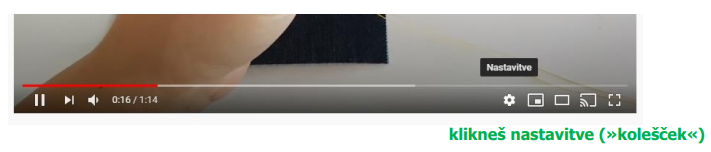 Nastavitve
0:16 / 1:14
klikneš nastavitve (»kolešček«)